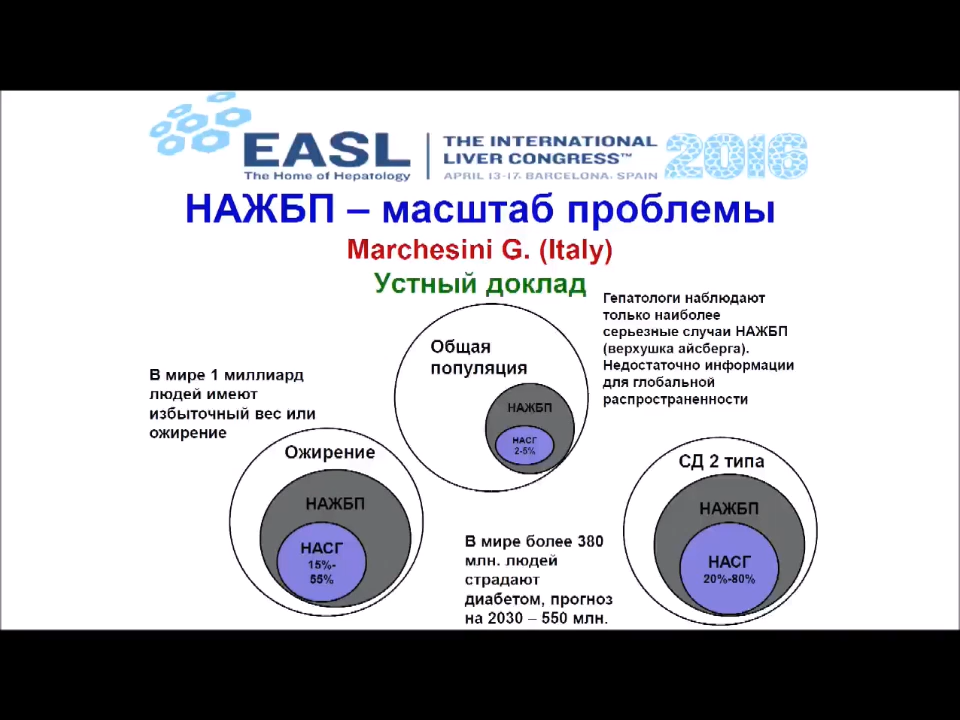 EASL
The Home of Hepatology
THE INTERNATIONAL
LIVER CONGRESS™
APRIL 13-17, BARCELONA, SPAIN
2016
НАЖБП – масштаб проблемы
Marchesini G. (Italy)
Устный доклад
Гепатологи наблюдают
только наиболее
серьезные случаи НАЖБП
(верхушка айсберга).
Недостаточно информации
для глобальной
распространенности
Общая
популяция
НАЖБП
НАСГ
2-5%
В мире 1 миллиард
людей имеют
избыточный вес или
ожирение
Ожирение
НАЖБП
НАСГ
15%-
55%
В мире более 380
млн. людей
страдают
диабетом, прогноз
на 2030 – 550 млн.
СД 2 типа
НАЖБП
НАСГ
20%-80%